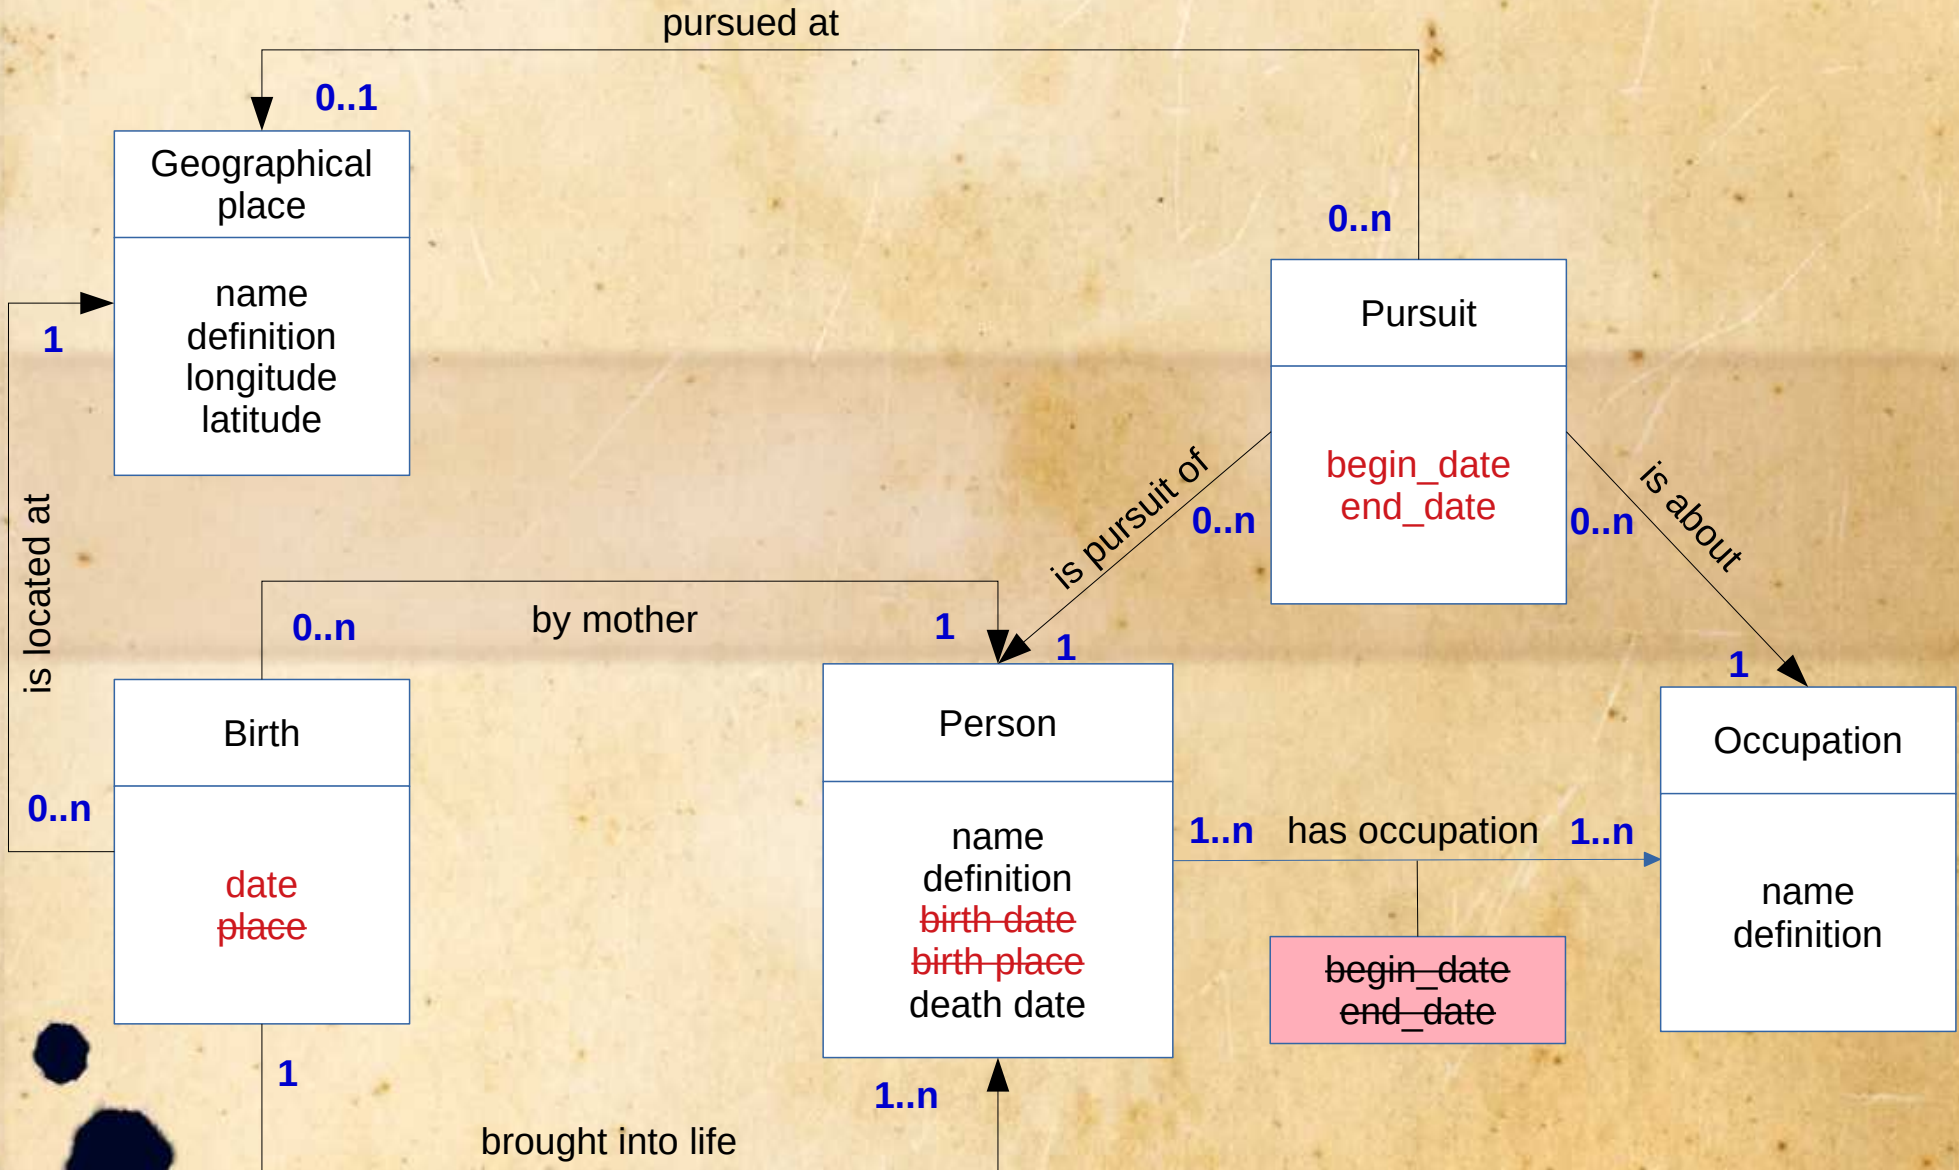 pursued at
0..1
0..n
Geographical
place
name
definition
longitude
latitude
1
is located at
0..n
Pursuit
begin_date
end_date
is pursuit of
0..n
1
is about
0..n
1
by mother
0..n
1
Birth
date
place
Person
name
definition
birth date
birth place
death date
1..n
has occupation
1..n
begin_date
end_date
Occupation
name
definition
1
1..n
brought into life